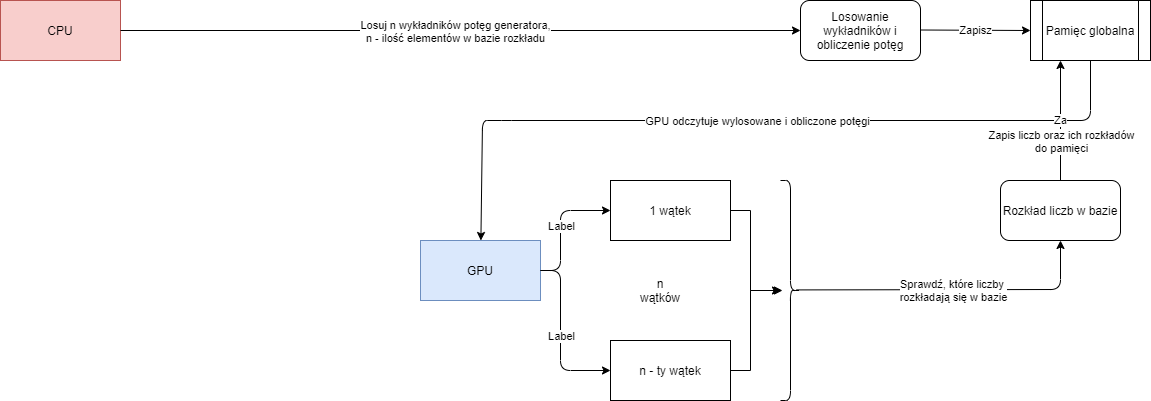 CPU
Losuj n wykładników potęg generatora,
n - ilość elementów w bazie rozkładu
Losowanie
wykładników i
obliczenie potęg
Zapisz
Pamięc globalna
GPU odczytuje wylosowane i obliczone potęgi
Za
Zapis liczb oraz ich rozkładów
do pamięci
1 wątek
Rozkład liczb w bazie
Label
GPU
n
wątków
Sprawdź, które liczby
rozkładają się w bazie
Label
n - ty wątek